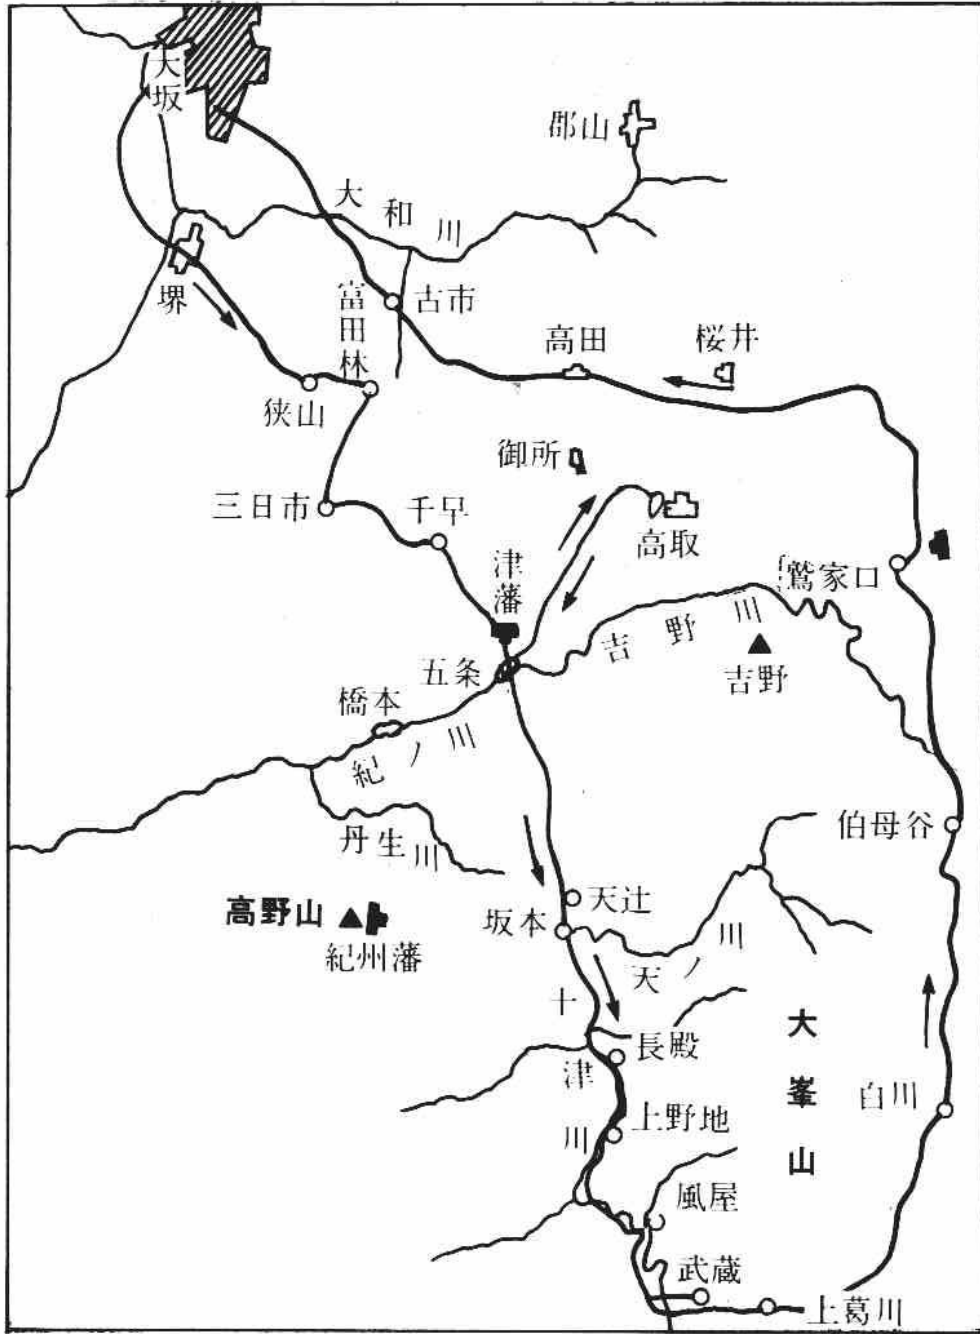 大坂
郡山
大和川
堺
富田林
古市
高田
桜井
狭山
御所
三日市
千早
高取
津藩
鷲家口
吉野川
五条
吉野
橋本
紀ノ川
丹生川
伯母谷
高野山
紀州藩
天辻
坂本
天ノ川
十津川
長殿
大峯山
白川
上野地
風屋
武蔵
上葛川